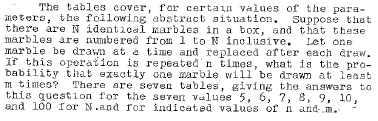 The tables cover, for certain values of the para-
meters, the following abstract situation. Suppose that
there are N identical marbles in a box, and that these
marbles are numbered from 1 to N inclusive. Let one
marble be drawn at a time and replaced after each draw.
If this operation is repeated n times, what is the pro-
bability that exactly one marble will be drawn at least
m times? There are seven tables, giving the answers to
this question for the seven values 5, 6, 7, 8, 9, 10,
and 100 for N.and for indicated values of n and.m.